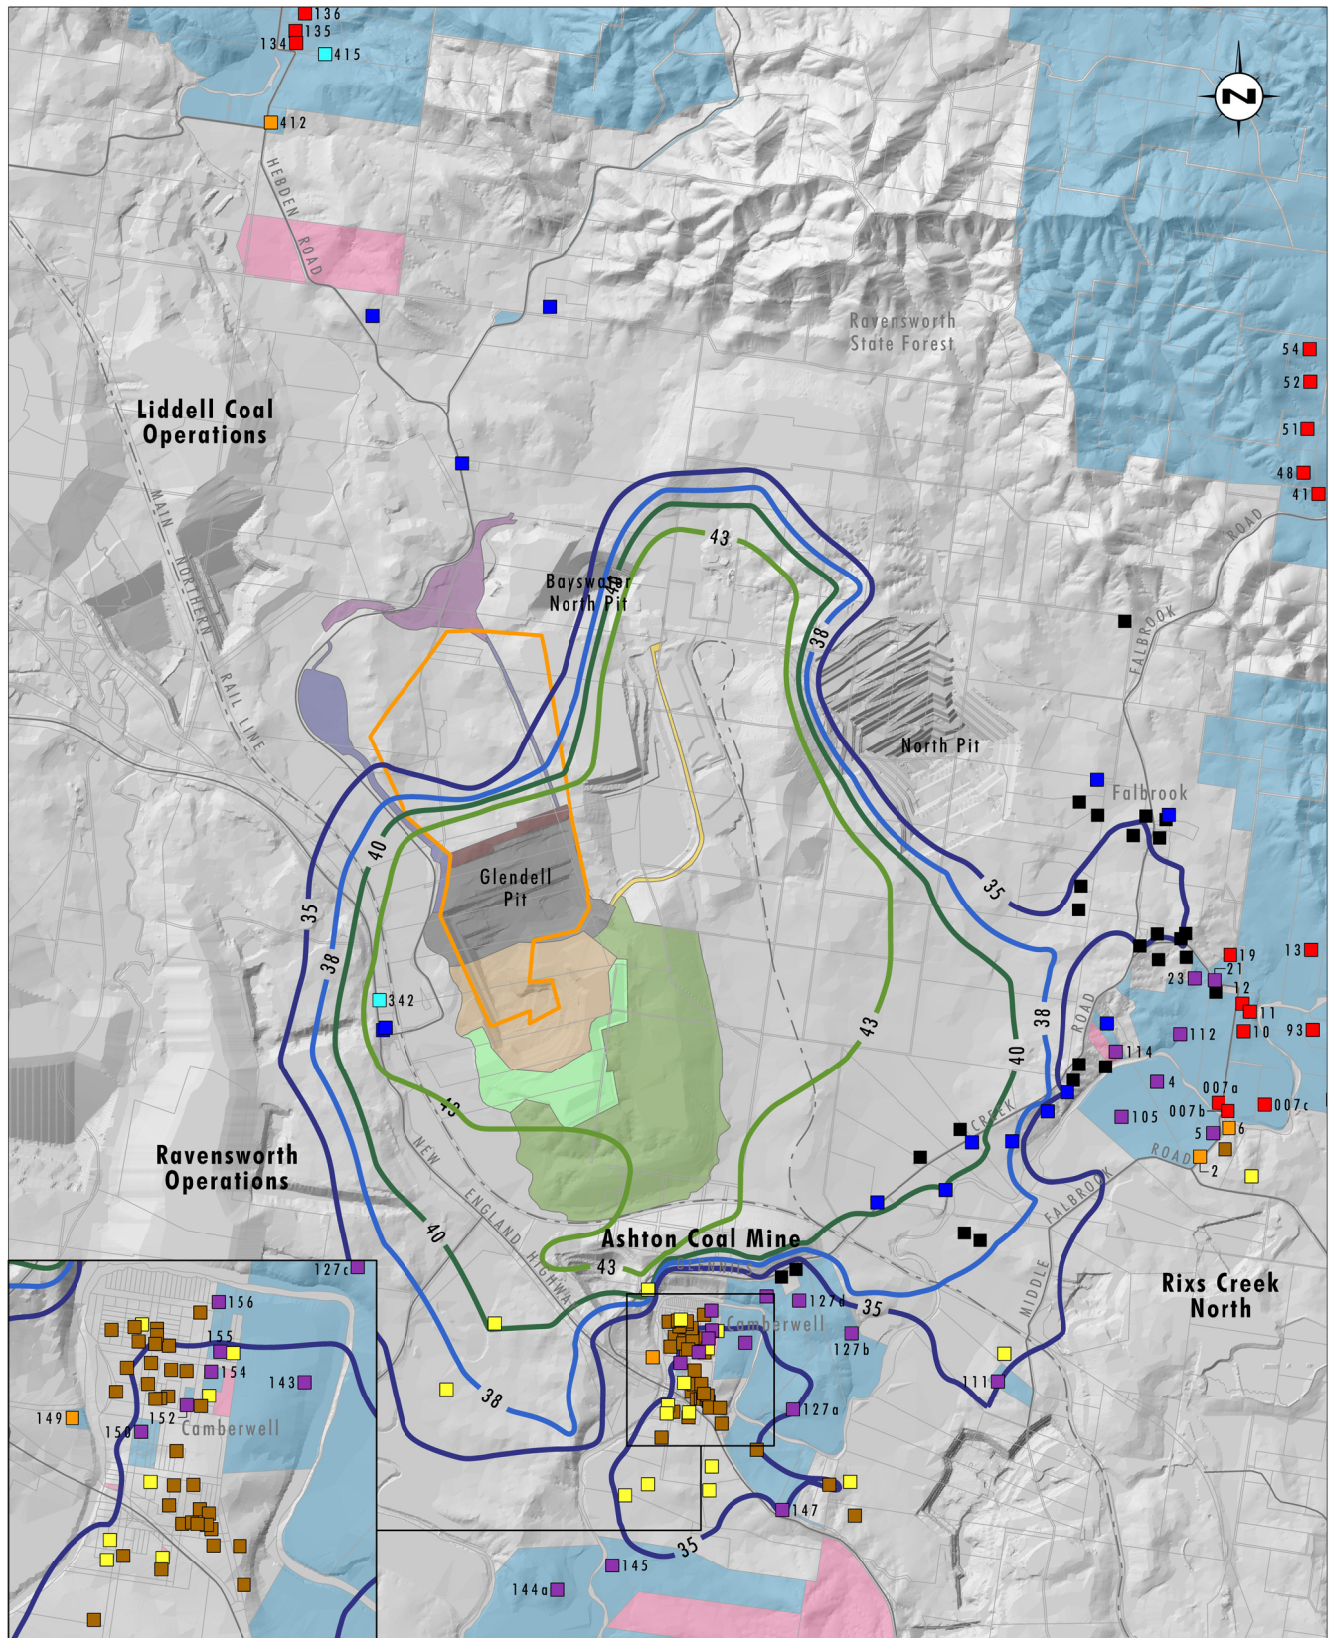 136
135
134
415
412
N
HEBDEN ROAD
Ravensworth
State Forest
54
52
51
48
41
Liddell Coal
Operations
MAIN NORTHERN RAIL LINE
FALBROOK ROAD
43
Bayswater
North Pit
38
North Pit
Falbrook
40
35
Glendell
Pit
35
38
342
43
43
38
40
ROAD
19
13
21
23
12
11
10
93
112
114
4
007a
007b
007c
105
6
5
2
CREEK
ROAD
FALBROOK
MIDDLE
Ravensworth
Operations
NEW ENGLAND HIGHWAY
40
Ashton Coal Mine
43
GLENNIES
Rixs Creek
North
127c
127d
35
Camberwell
127b
111
127a
38
147
35
145
144a
156
155
154
143
149
152
150
Camberwell